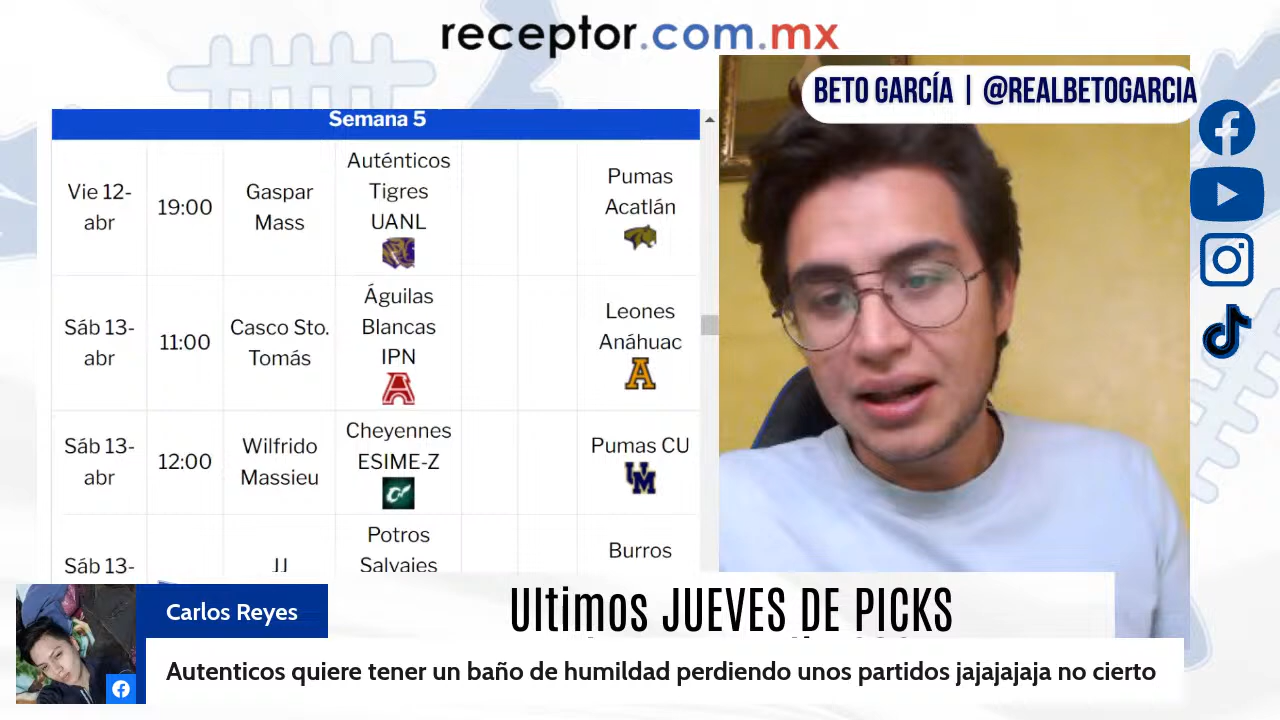 receptor.com.mx
BETO GARCÍA | @REALBETOGARCIA
Semana 5
Vie 12-
abr
19:00
Gaspar
Mass
Auténticos
Tigres
UANL
Pumas
Acatlán
Sáb 13-
abr
11:00
Casco Sto.
Tomás
Águilas
Blancas
IPN
Leones
Anáhuac
Sáb 13-
abr
12:00
Wilfrido
Massieu
Cheyennes
ESIME-Z
Pumas CU
Sáb 13-
JJ
Potros
Salvajes
Burros
Carlos Reyes
Ultimos JUEVES DE PICKS
Autenticos quiere tener un baño de humildad perdiendo unos partidos jajajajaja no cierto